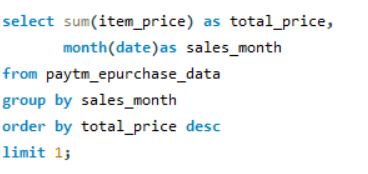 select sum(item_price) as total_price,
month(date)as sales_month
from paytm_epurchase_data
group by sales_month
order by total_price desc
limit 1;